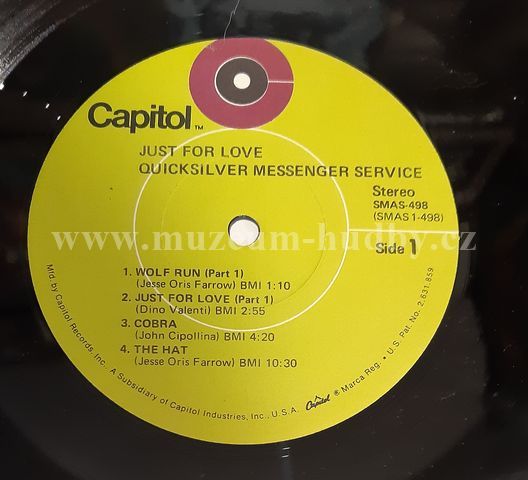 Capitol™
JUST FOR LOVE
QUICKSILVER MESSENGER SERVICE
Stereo
SMAS-498
(SMAS 1-498)
www.muzeum-hudby.cz
Side 1
1. WOLF RUN (Part 1)
(Jesse Oris Farrow) BMI 1:10
2. JUST FOR LOVE (Part 1)
(Dino Valenti) BMI 2:55
3. COBRA
(John Cipollina) BMI 4:20
4. THE HAT
(Jesse Oris Farrow) BMI 10:30
Mfd. by Capitol Records, Inc. A Subsidiary of Capitol Industries, Inc., U.S.A. Capitol ® Marca Reg. • U.S. Pat. No. 2,631,859